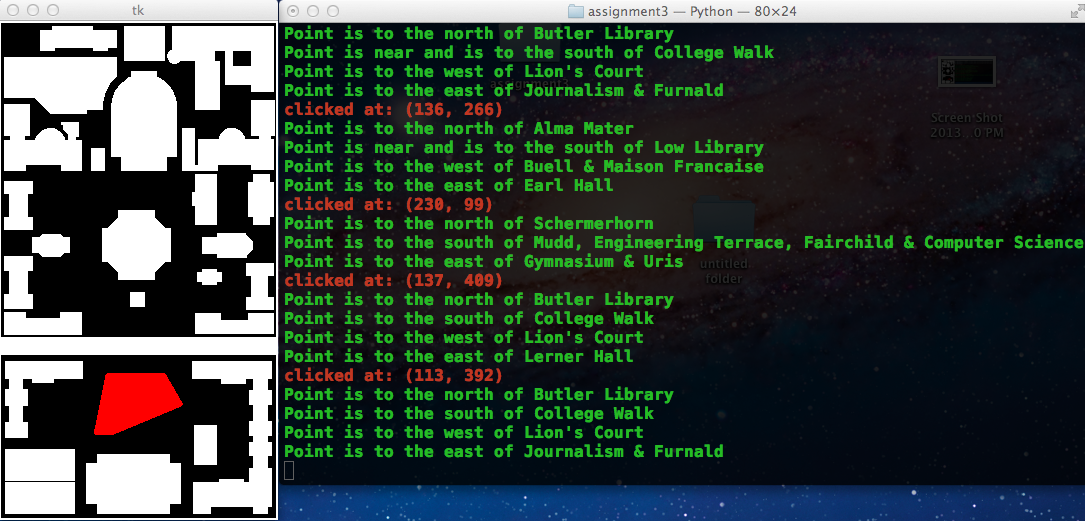 tk
assignment3 — Python — 80×24
Point is to the north of Butler Library
Point is near and is to the south of College Walk
Point is to the west of Lion's Court
Point is to the east of Journalism & Furnald
clicked at: (136, 266)
Point is to the north of Alma Mater
Point is near and is to the south of Low Library
Point is to the west of Buell & Maison Francaise
Point is to the east of Earl Hall
clicked at: (230, 99)
Point is to the north of Schermerhorn
Point is to the south of Mudd, Engineering Terrace, Fairchild & Computer Science
Point is to the east of Gymnasium & Uris
clicked at: (137, 409)
Point is to the north of Butler Library
Point is to the south of College Walk
Point is to the west of Lion's Court
Point is to the east of Lerner Hall
clicked at: (113, 392)
Point is to the north of Butler Library
Point is to the south of College Walk
Point is to the west of Lion's Court
Point is to the east of Journalism & Furnald
assignment3
Screen Shot
2013...0 PM
untitled
folder